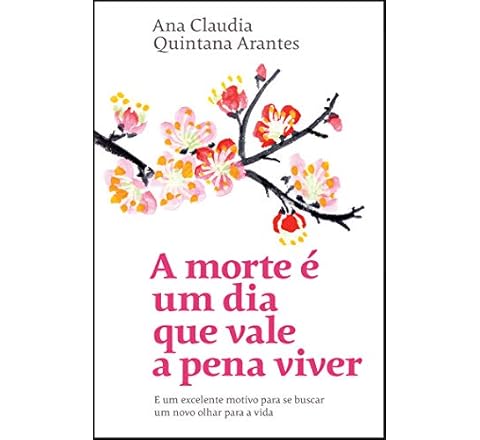 Ana Claudia
Quintana Arantes
A morte é
um dia
que vale
a pena viver
E um excelente motivo para se buscar
um novo olhar para a vida